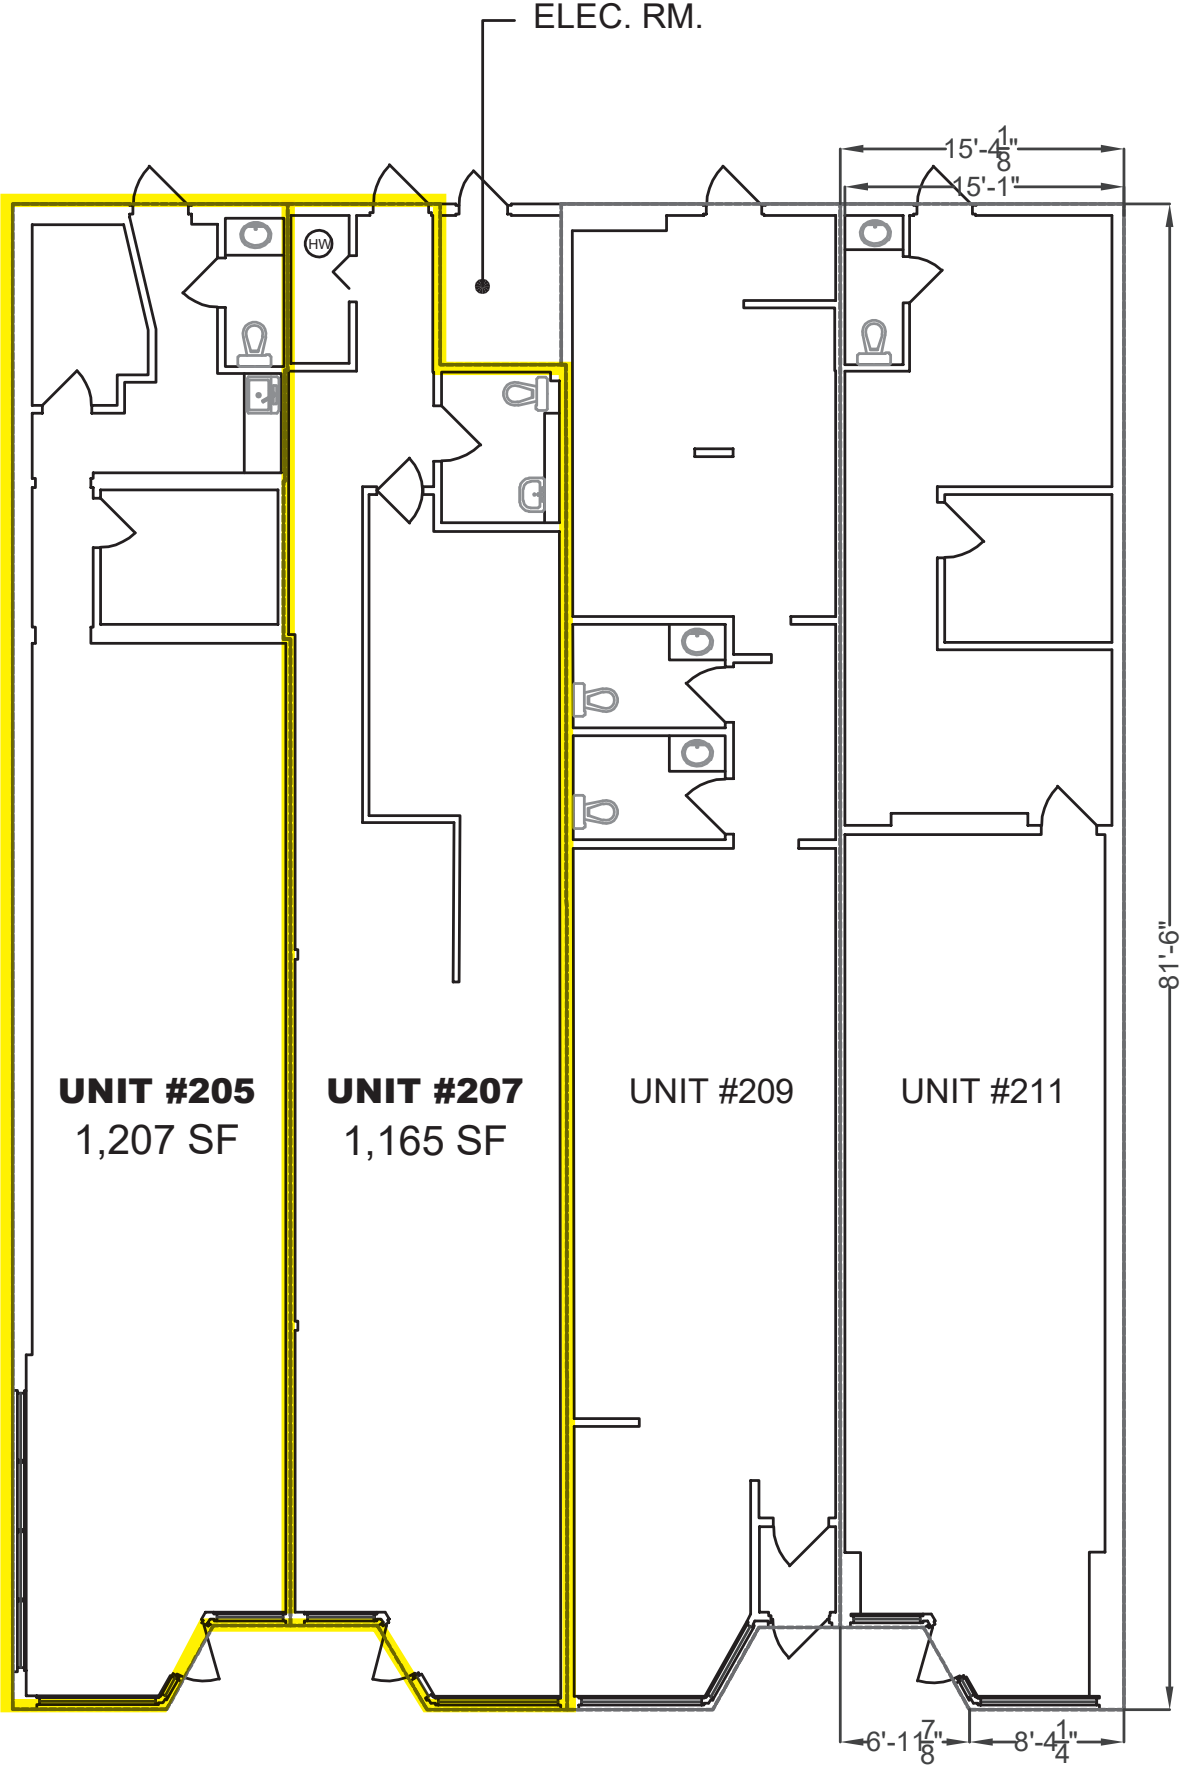 ELEC. RM.
15'-4 1/8"
15'-1"
HW
81'-6"
UNIT #205
1,207 SF
UNIT #207
1,165 SF
UNIT #209
UNIT #211
6'-11 7/8"
8'-4 1/4"